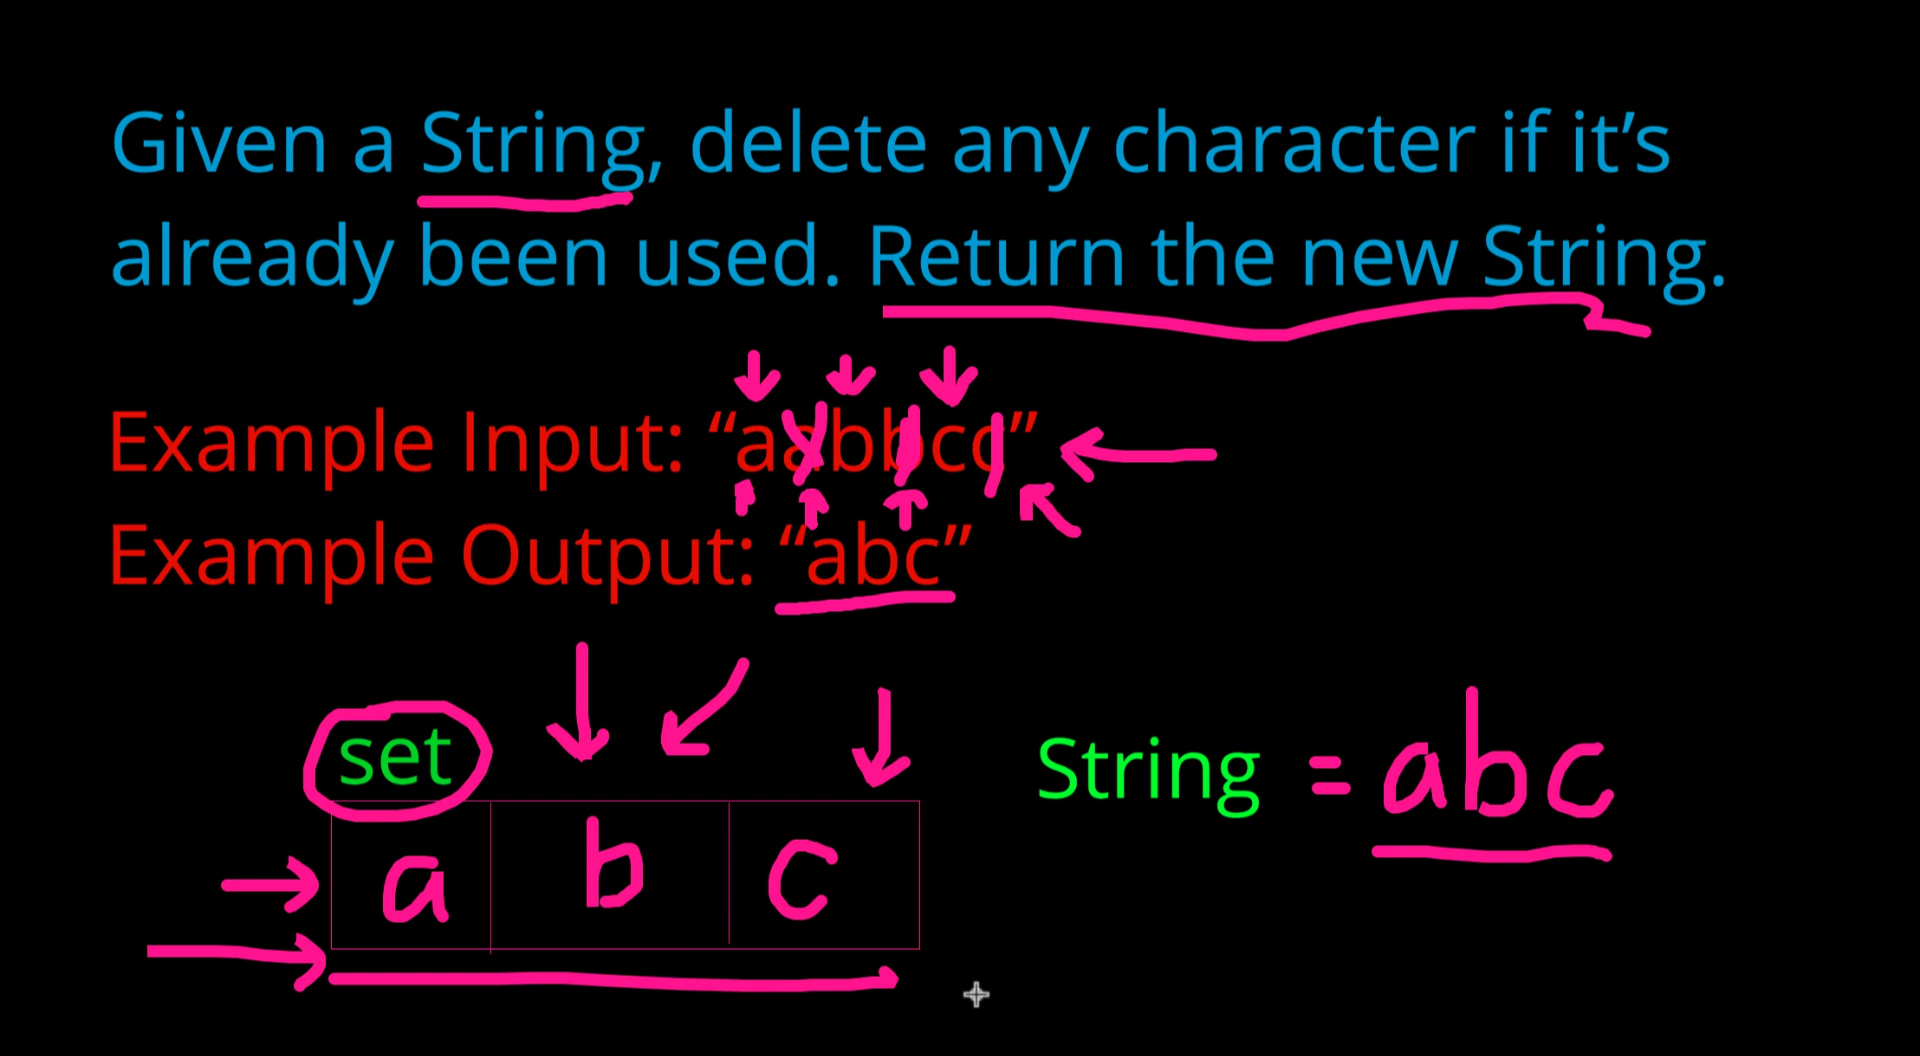 Given a String, delete any character if it’s
already been used. Return the new String.
Example Input: “aabbcc”
Example Output: “abc”
set
String = abc
a b c